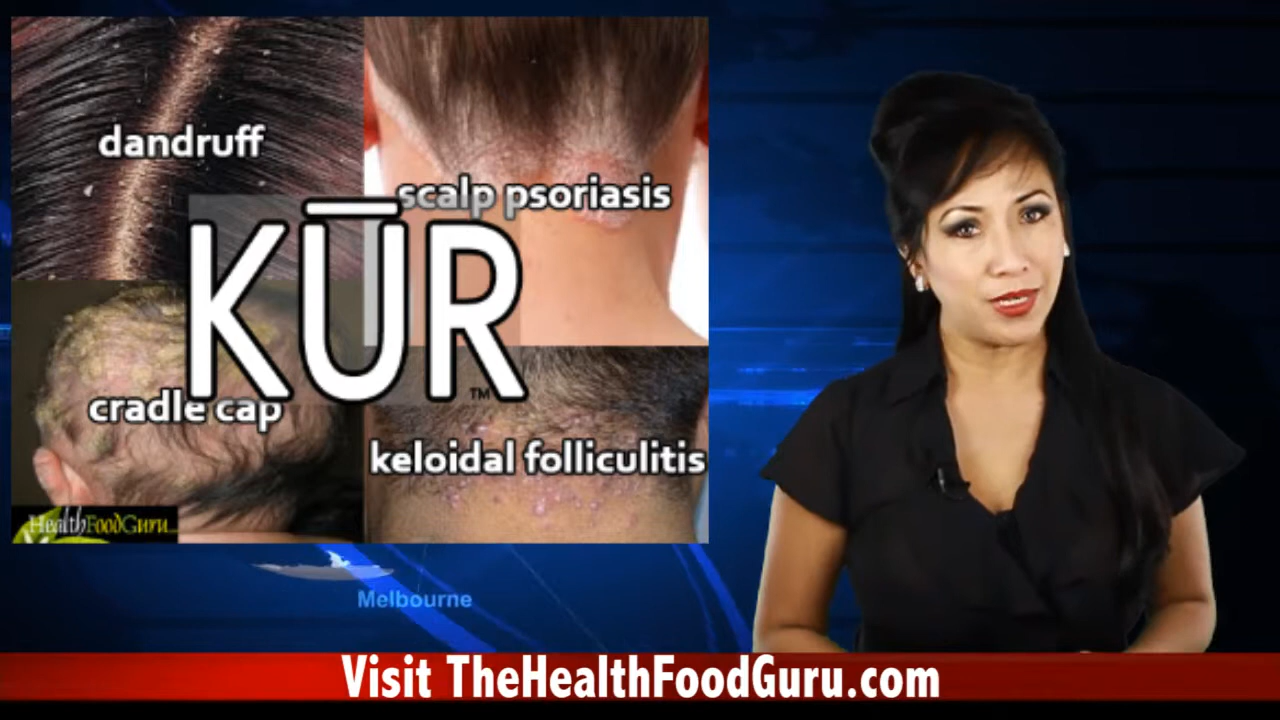 dandruff
scalp psoriasis
KŪR
TM
cradle cap
keloidal folliculitis
HealthFoodGuru
Melbourne
Visit TheHealthFoodGuru.com